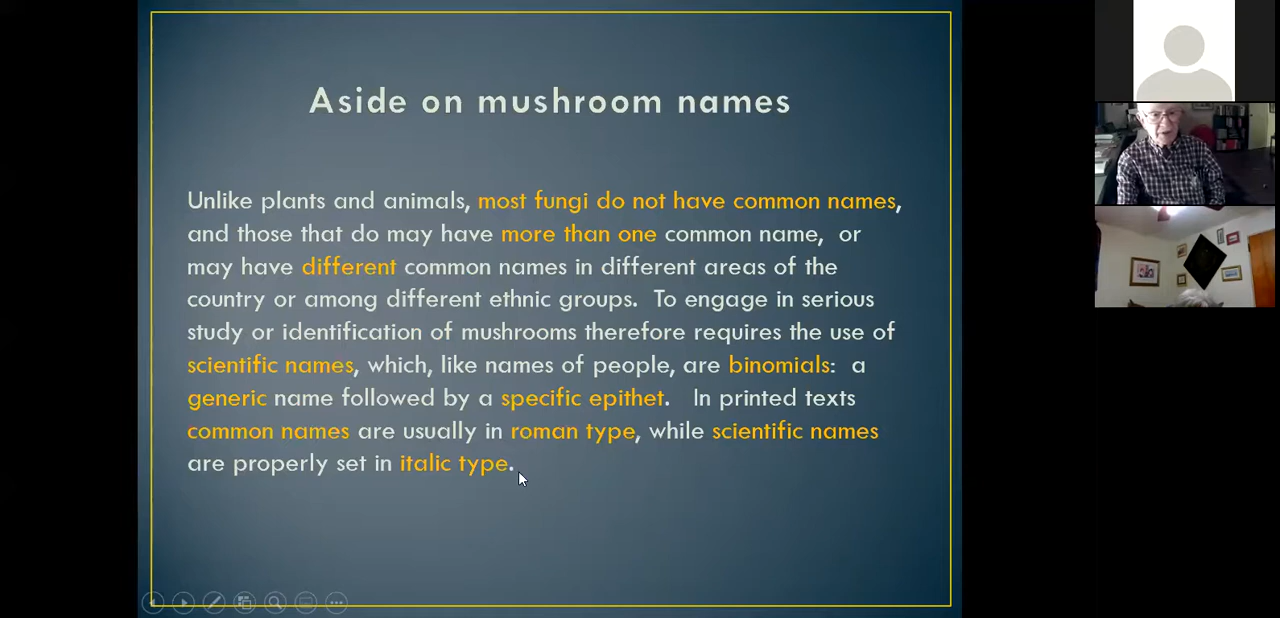 Aside on mushroom names
Unlike plants and animals, most fungi do not have common names,
and those that do may have more than one common name, or
may have different common names in different areas of the
country or among different ethnic groups. To engage in serious
study or identification of mushrooms therefore requires the use of
scientific names, which, like names of people, are binomials: a
generic name followed by a specific epithet. In printed texts
common names are usually in roman type, while scientific names
are properly set in italic type.